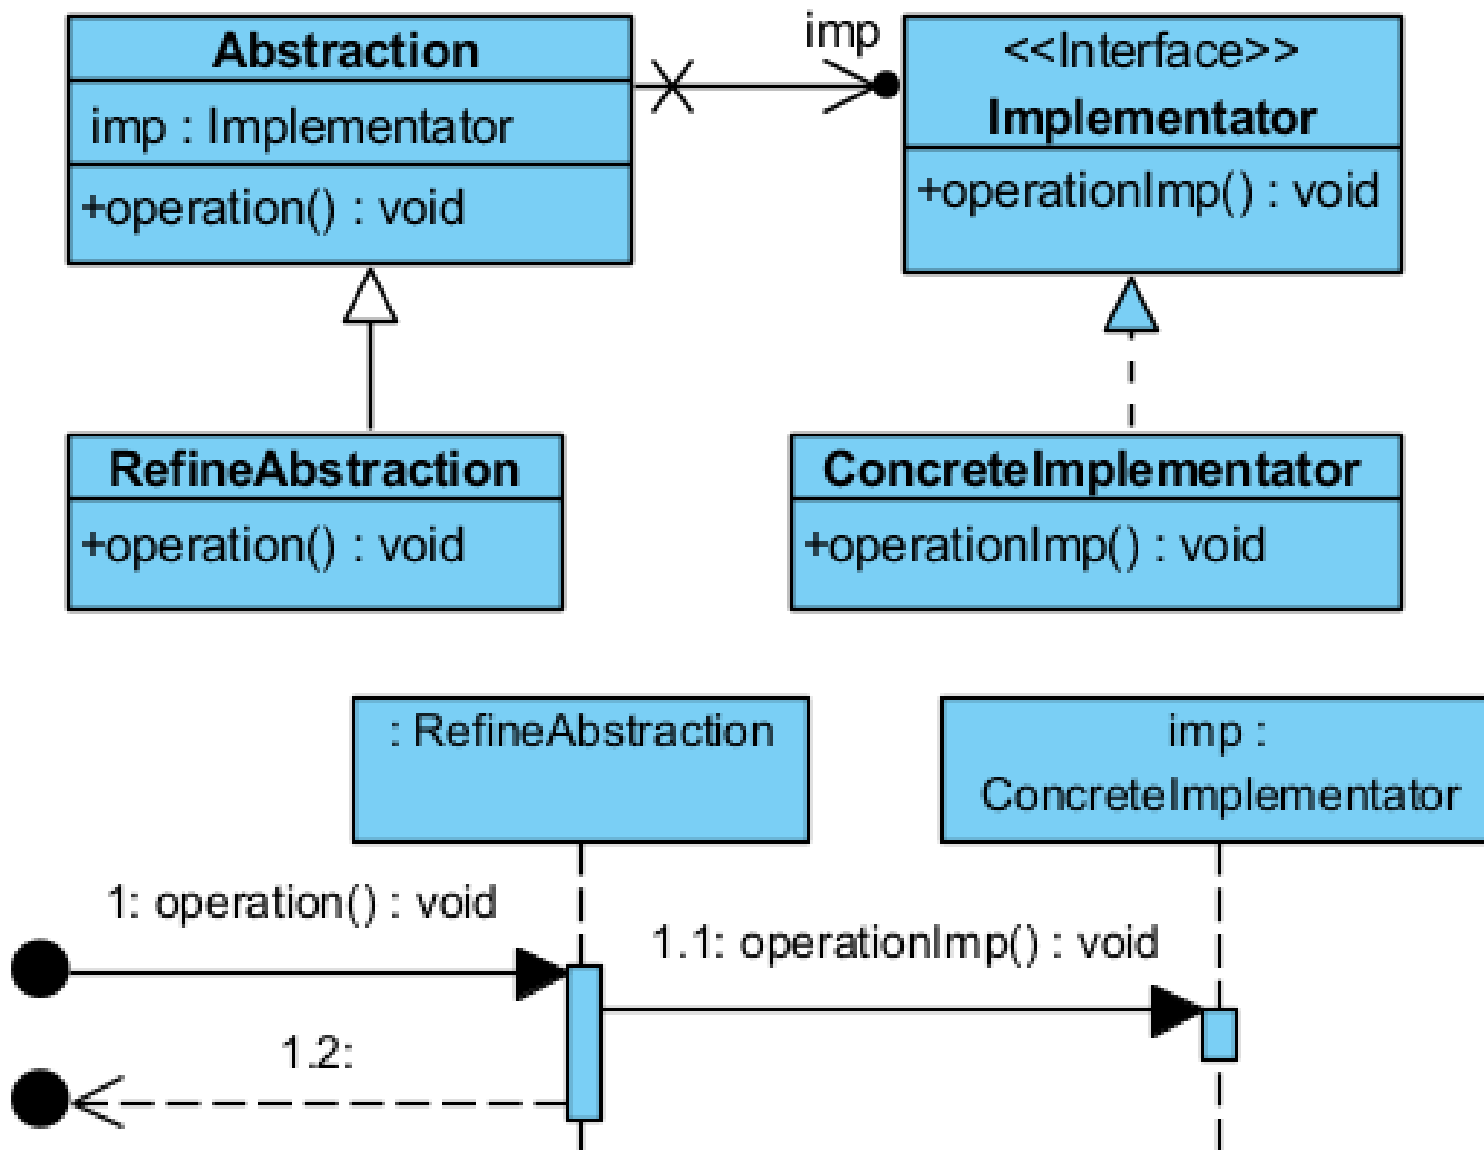 Abstraction
imp : Implementator
+operation() : void
imp
<<Interface>>
Implementator
+operationImp() : void
RefineAbstraction
+operation() : void
ConcreteImplementator
+operationImp() : void
: RefineAbstraction
imp :
ConcreteImplementator
1: operation() : void
1.1: operationImp() : void
1.2: